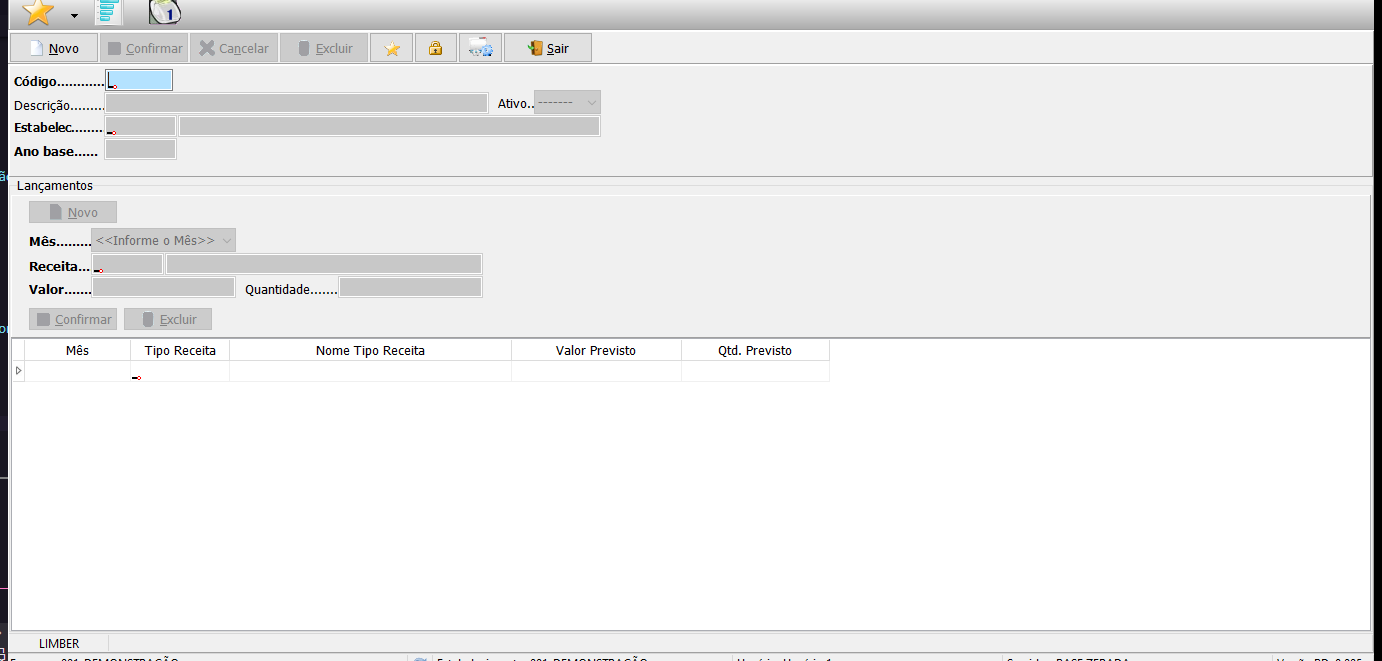 1
Novo Confirmar Cancelar Excluir Sair
Código............
Descrição......... Ativo.. -------
Estabelec........
Ano base......
Lançamentos
Novo
Mês......... <<Informe o Mês>>
Receita...
Valor....... Quantidade.......
Confirmar Excluir
Mês Tipo Receita Nome Tipo Receita Valor Previsto Qtd. Previsto
LIMBER